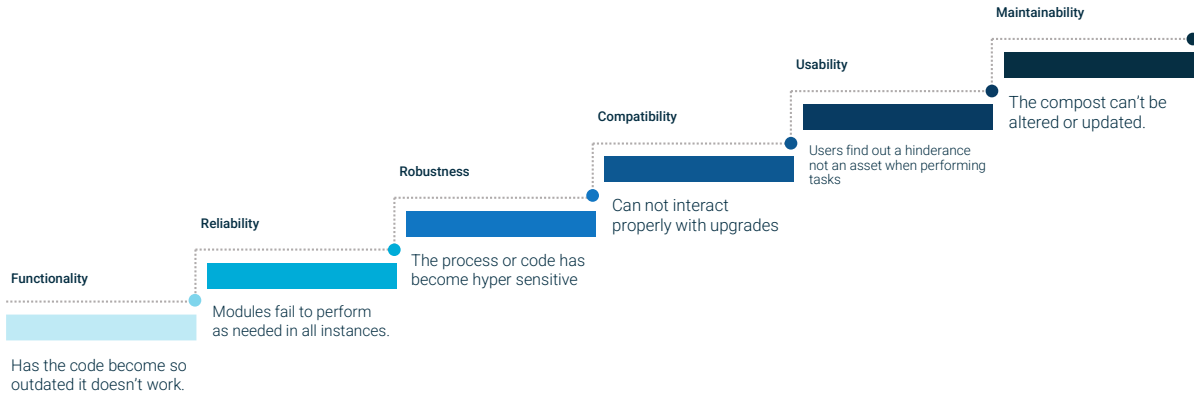 Functionality
Has the code become so
outdated it doesn't work.
Reliability
Modules fail to perform
as needed in all instances.
Robustness
The process or code has
become hyper sensitive
Compatibility
Can not interact
properly with upgrades
Usability
Users find out a hinderance
not an asset when performing
tasks
Maintainability
The compost can't be
altered or updated.